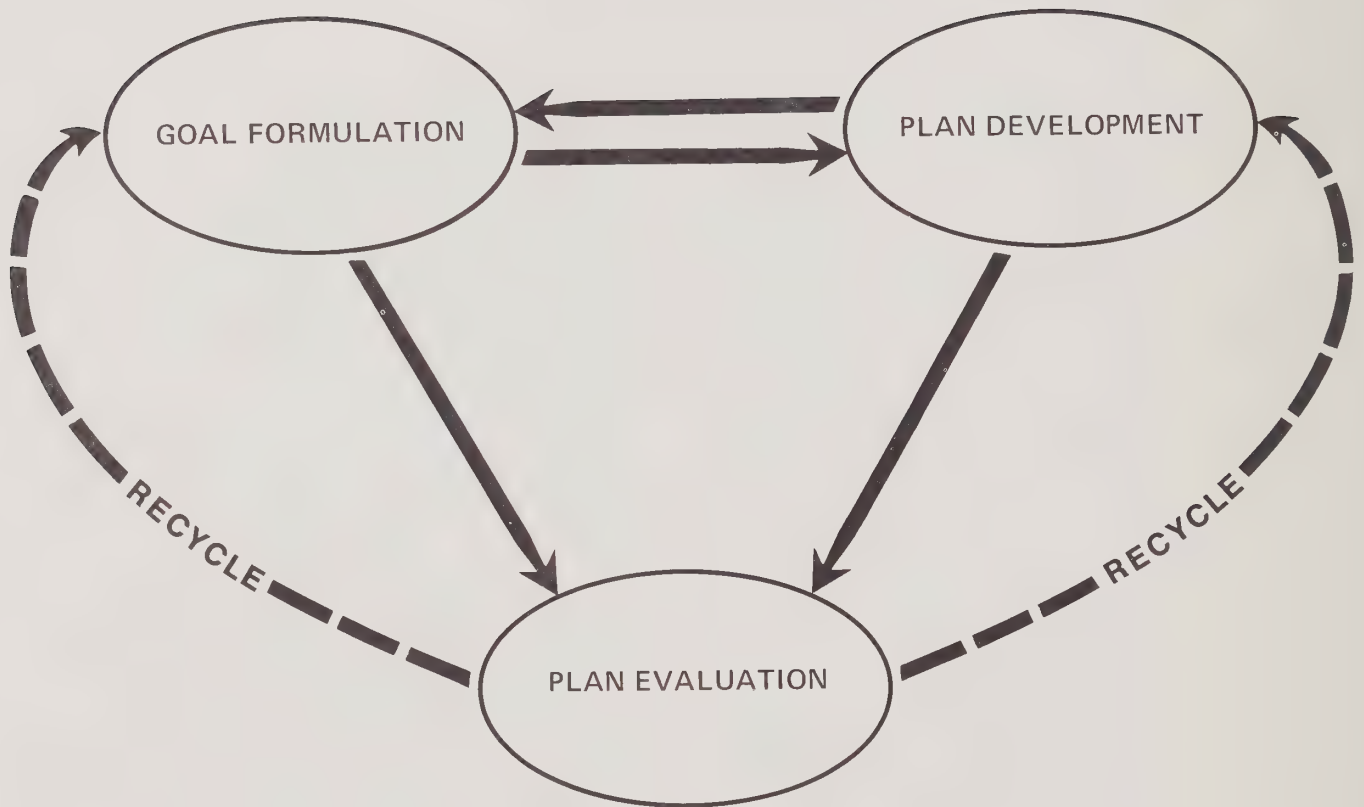 GOAL FORMULATION
PLAN DEVELOPMENT
RECYCLE
RECYCLE
PLAN EVALUATION